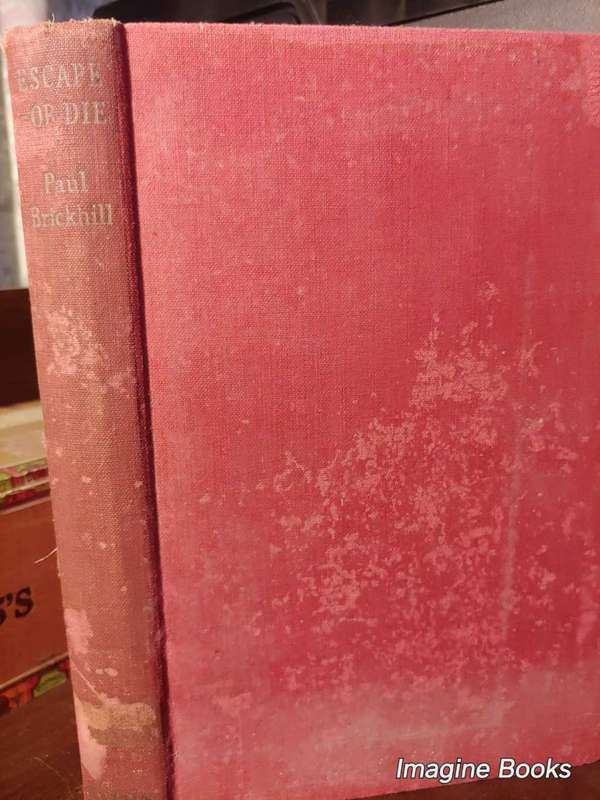 ESCAPE
-OR DIE
Paul
Brickhill
'S
Imagine Books